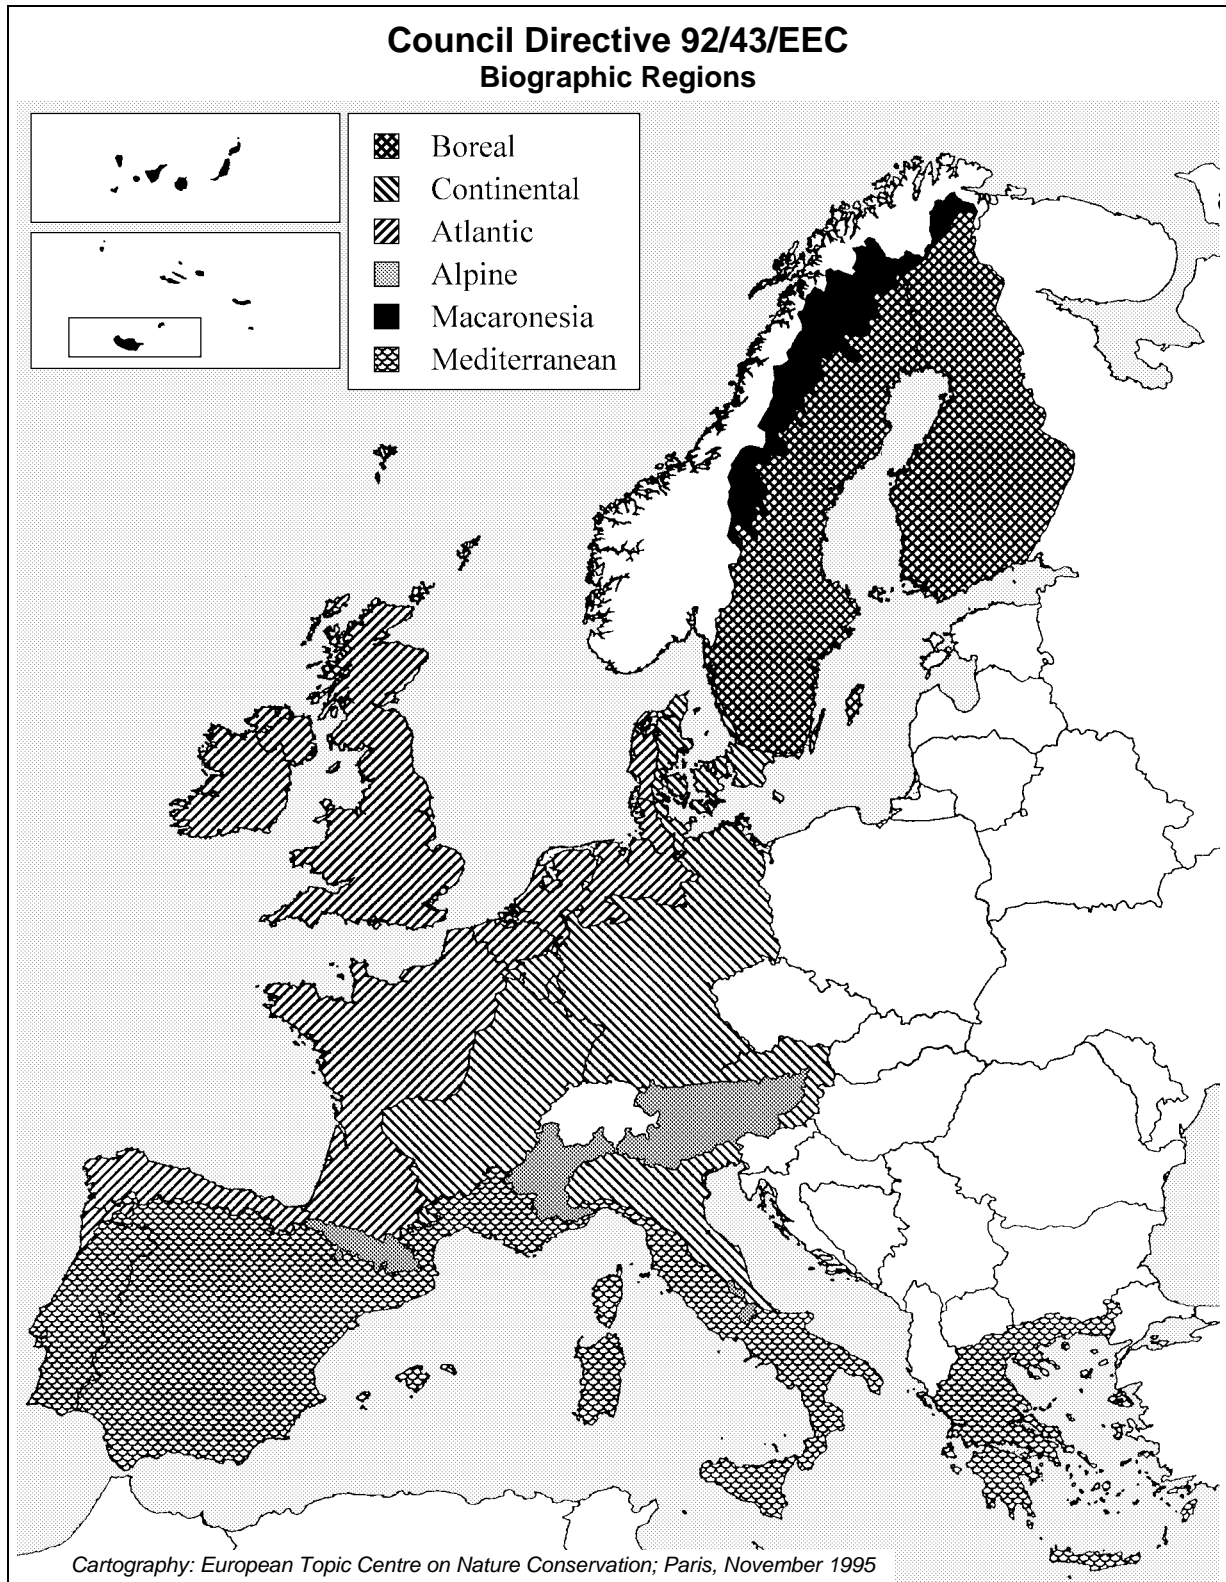 Council Directive 92/43/EEC
Biographic Regions
Boreal
Continental
Atlantic
Alpine
Macaronesia
Mediterranean
Cartography: European Topic Centre on Nature Conservation; Paris, November 1995